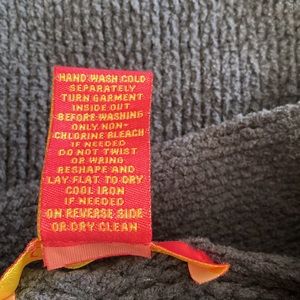 HAND WASH COLD
SEPARATELY
TURN GARMENT
INSIDE OUT
BEFORE WASHING
ONLY NON-
CHLORINE BLEACH
IF NEEDED
DO NOT TWIST
OR WRING
RESHAPE AND
LAY FLAT TO DRY
COOL IRON
IF NEEDED
ON REVERSE SIDE
OR DRY CLEAN